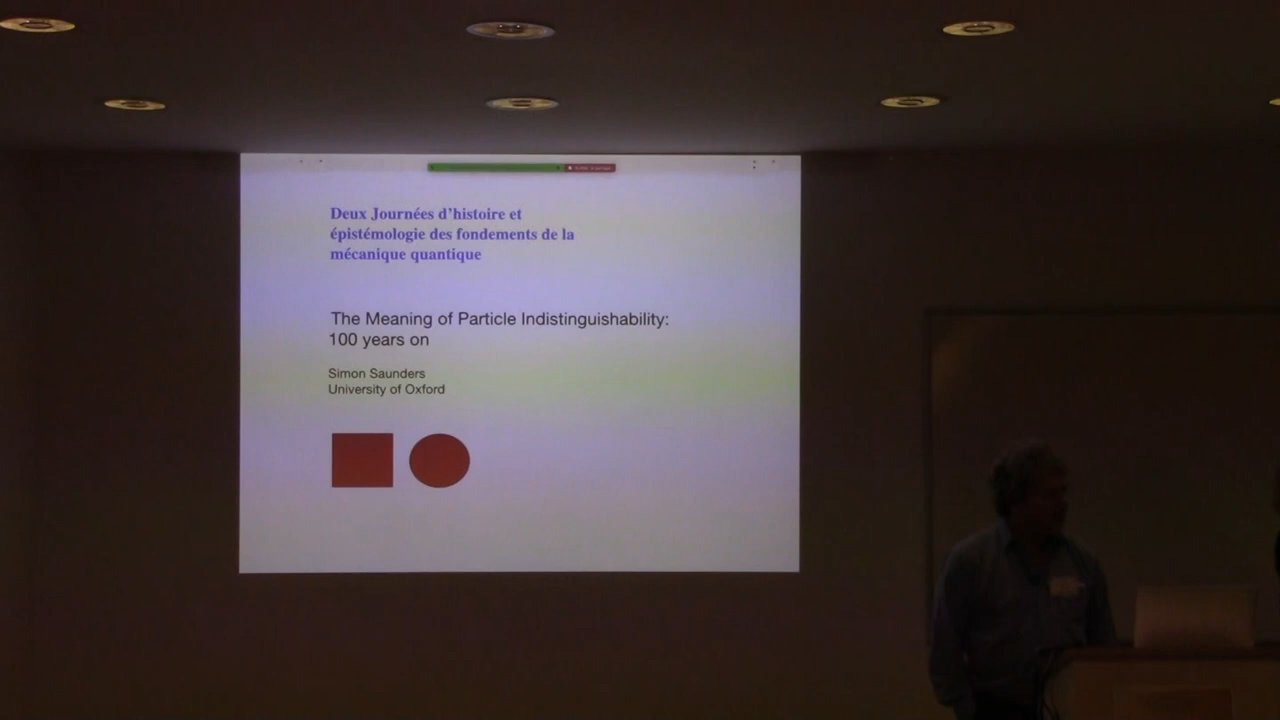 Deux Journées d'histoire et
épistémologie des fondements de la
mécanique quantique
The Meaning of Particle Indistinguishability:
100 years on
Simon Saunders
University of Oxford